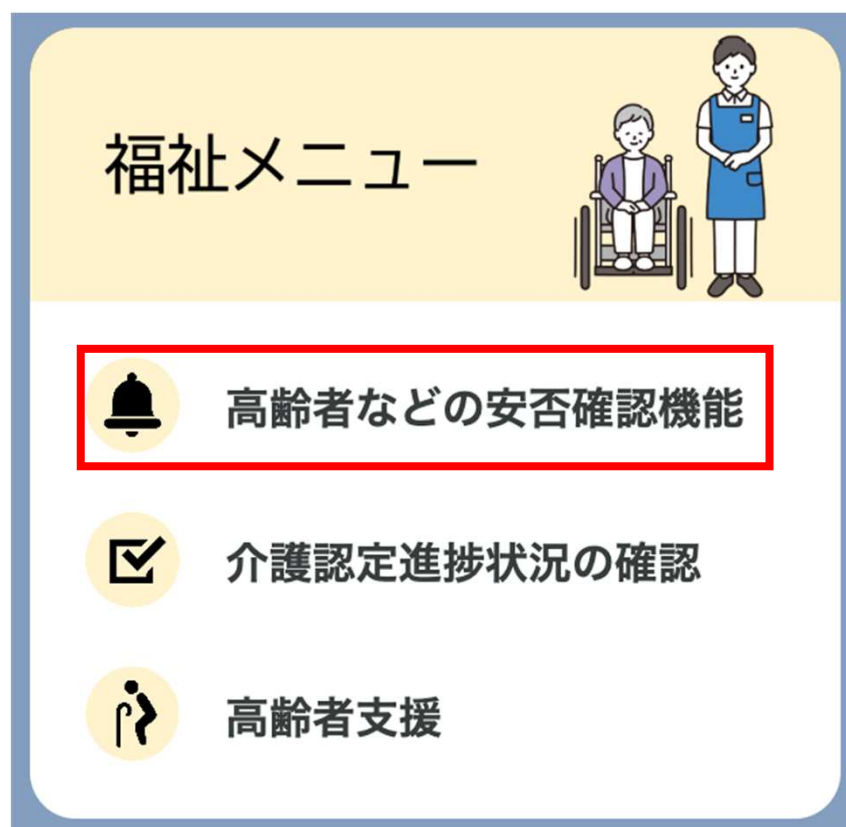 福祉メニュー
高齢者などの安否確認機能
介護認定進捗状況の確認
高齢者支援